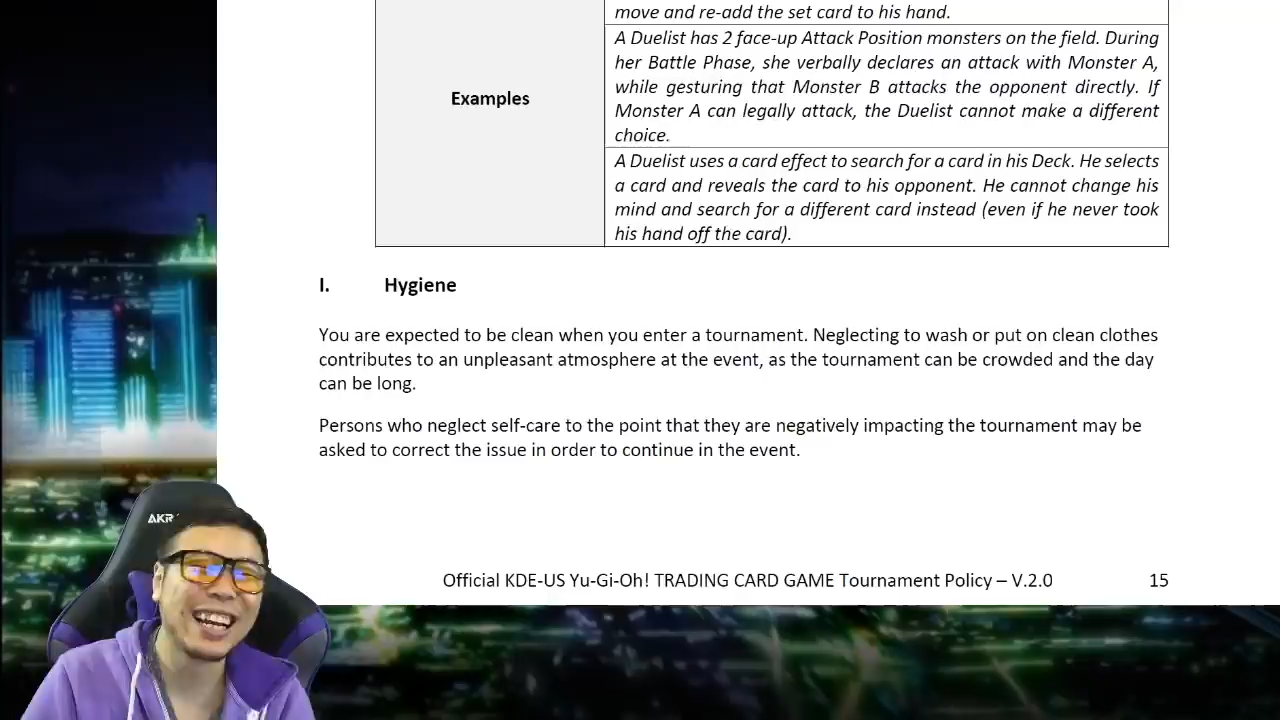 move and re-add the set card to his hand.
A Duelist has 2 face-up Attack Position monsters on the field. During
her Battle Phase, she verbally declares an attack with Monster A,
while gesturing that Monster B attacks the opponent directly. If
Monster A can legally attack, the Duelist cannot make a different
choice.
Examples
A Duelist uses a card effect to search for a card in his Deck. He selects
a card and reveals the card to his opponent. He cannot change his
mind and search for a different card instead (even if he never took
his hand off the card).
I. Hygiene
You are expected to be clean when you enter a tournament. Neglecting to wash or put on clean clothes
contributes to an unpleasant atmosphere at the event, as the tournament can be crowded and the day
can be long.
Persons who neglect self-care to the point that they are negatively impacting the tournament may be
asked to correct the issue in order to continue in the event.
AKR
Official KDE-US Yu-Gi-Oh! TRADING CARD GAME Tournament Policy – V.2.0 15